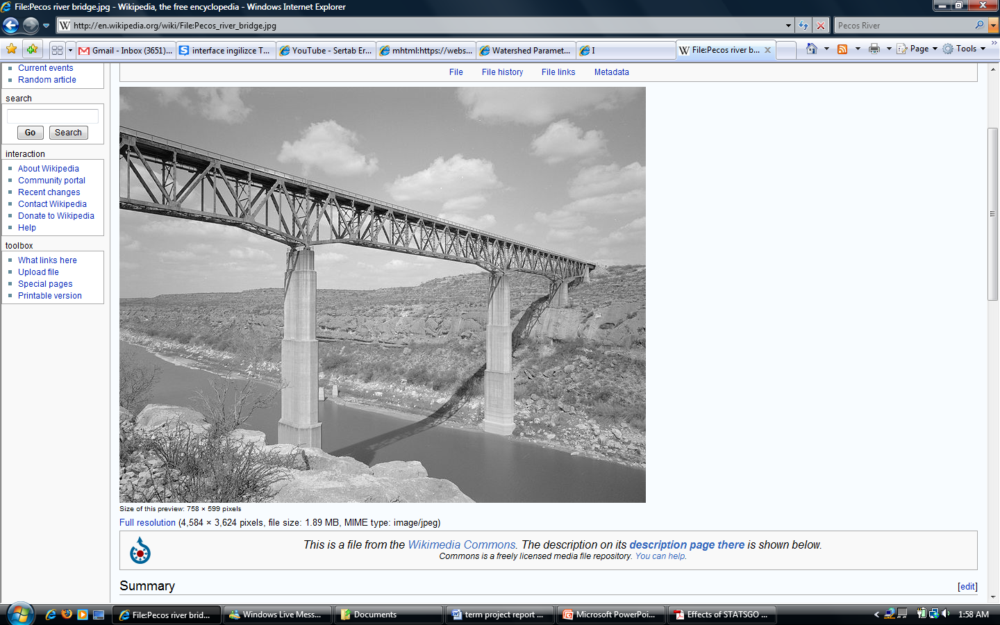 File:Pecos river bridge.jpg - Wikipedia, the free encyclopedia - Windows Internet Explorer
http://en.wikipedia.org/wiki/File:Pecos_river_bridge.jpg
Pecos River
Gmail - Inbox (3651)...
interface ingilizce T...
YouTube - Sertab Er...
mhtml:https://webs...
Watershed Paramet...
I
File:Pecos river b...
Page
Tools
Current events
Random article
search
Go
Search
interaction
About Wikipedia
Community portal
Recent changes
Contact Wikipedia
Donate to Wikipedia
Help
toolbox
What links here
Upload file
Special pages
Printable version
File
File history
File links
Metadata
Size of this preview: 758 × 599 pixels
Full resolution (4,584 × 3,624 pixels, file size: 1.89 MB, MIME type: image/jpeg)
This is a file from the Wikimedia Commons. The description on its description page there is shown below.
Commons is a freely licensed media file repository. You can help.
Summary
[edit]
File:Pecos river brid...
Windows Live Mess...
Documents
term project report ...
Microsoft PowerPoi...
Effects of STATSGO ...
1:58 AM